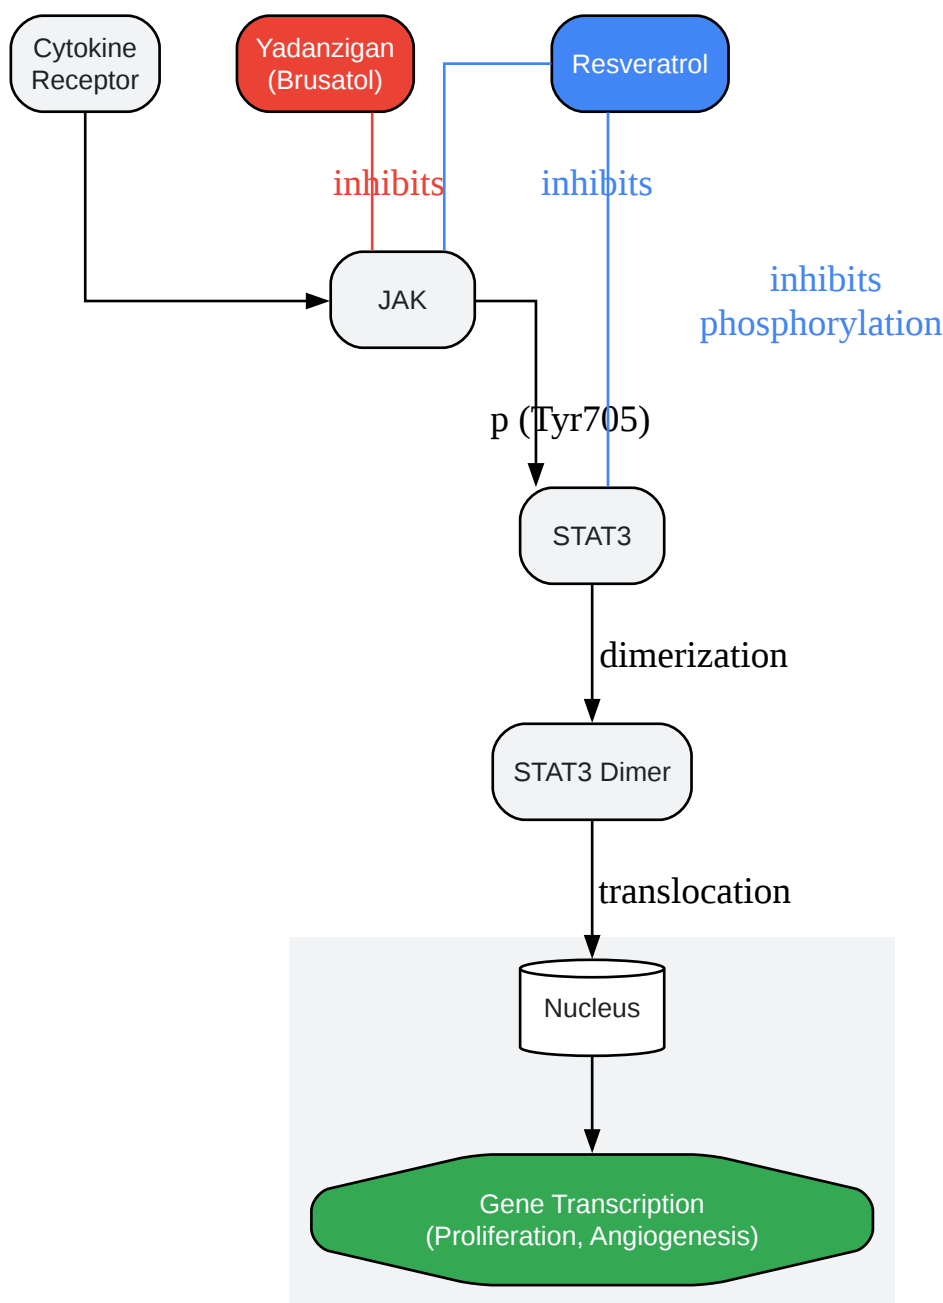 Cytokine
Receptor
Yadanzigan
(Brusatol)
Resveratrol
inhibits
inhibits
inhibits
phosphorylation
JAK
p (Tyr705)
STAT3
dimerization
STAT3 Dimer
translocation
Nucleus
Gene Transcription
(Proliferation, Angiogenesis)